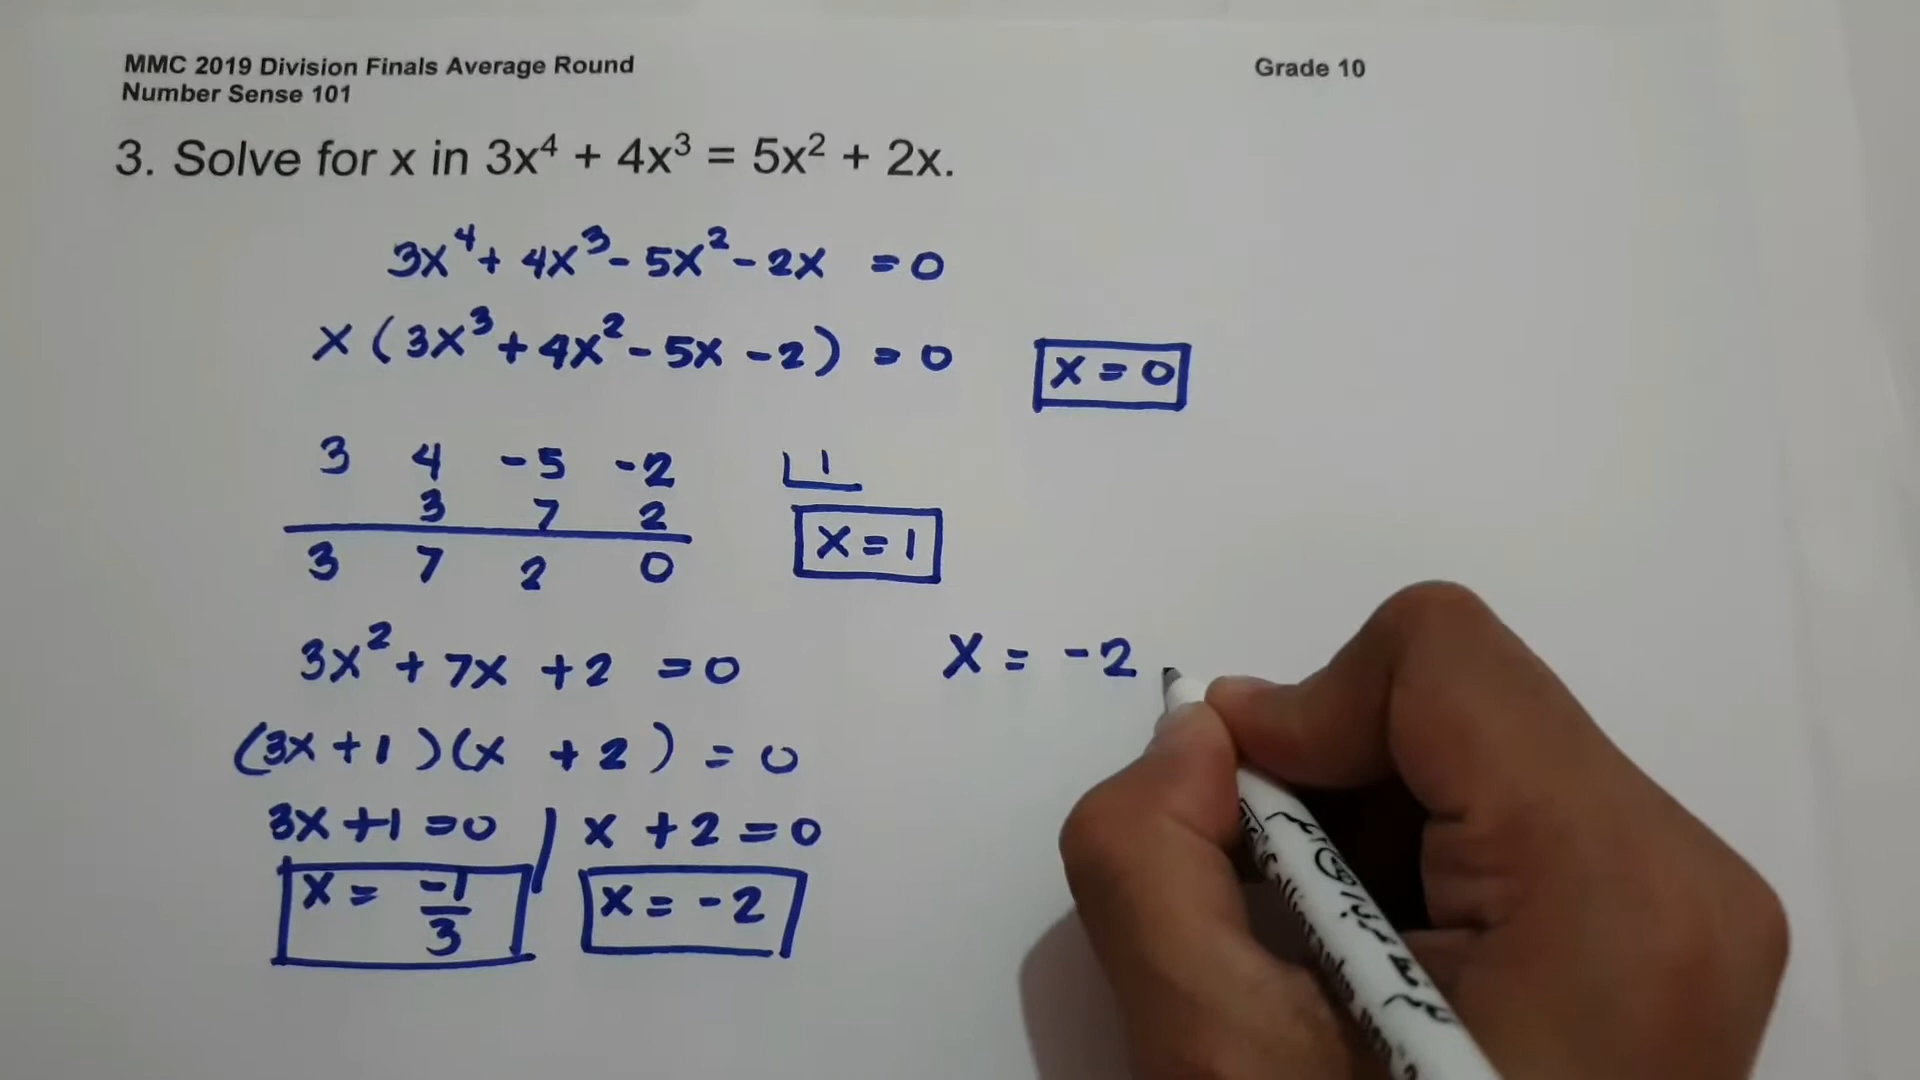 MMC 2019 Division Finals Average Round
Grade 10
Number Sense 101
3. Solve for x in 3x⁴ + 4x³ = 5x² + 2x.
3x⁴ + 4x³ - 5x² - 2x = 0
x (3x³ + 4x² - 5x - 2) = 0
x = 0
3 4 -5 -2 1
3 7 2
x = 1
3 7 2 0
3x² + 7x + 2 = 0
x = -2
(3x + 1)(x + 2) = 0
3x + 1 = 0 | x + 2 = 0
x = -1/3
x = -2